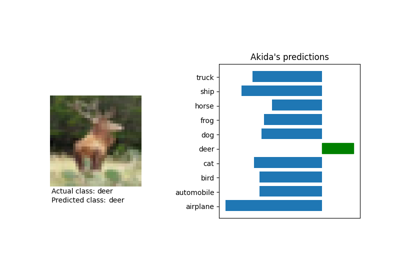 Akida's predictions
truck
ship
horse
frog
dog
deer
cat
bird
automobile
airplane
Actual class: deer
Predicted class: deer